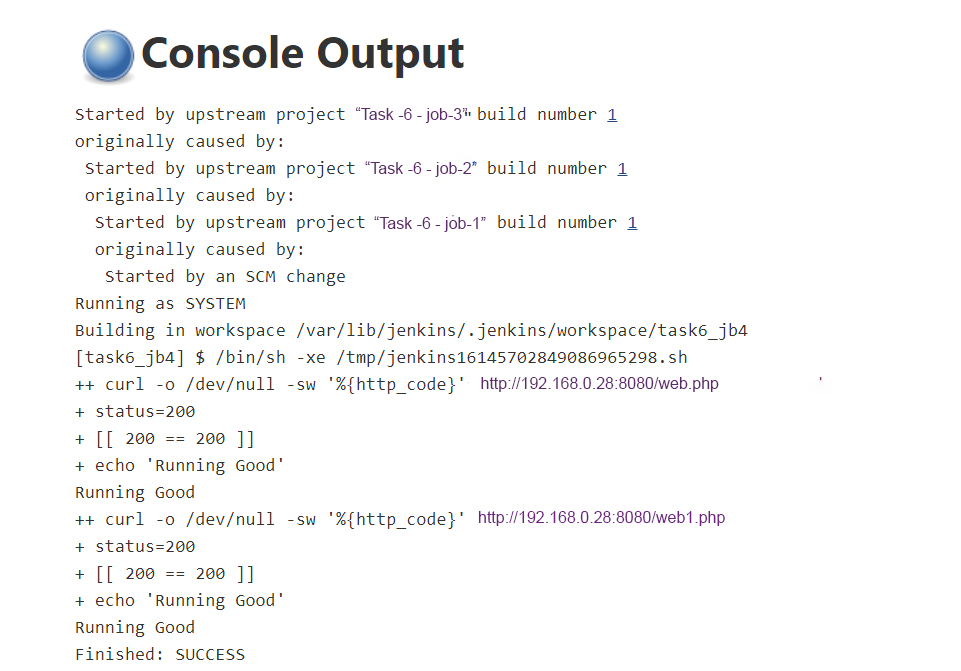 Console Output
Started by upstream project “Task -6 - job-3”" build number 1
originally caused by:
Started by upstream project “Task -6 - job-2” build number 1
originally caused by:
Started by upstream project “Task -6 - job-1” build number 1
originally caused by:
Started by an SCM change
Running as SYSTEM
Building in workspace /var/lib/jenkins/.jenkins/workspace/task6_jb4
[task6_jb4] $ /bin/sh -xe /tmp/jenkins16145702849086965298.sh
++ curl -o /dev/null -sw '%{http_code}' http://192.168.0.28:8080/web.php '
+ status=200
+ [[ 200 == 200 ]]
+ echo 'Running Good'
Running Good
++ curl -o /dev/null -sw '%{http_code}' http://192.168.0.28:8080/web1.php
+ status=200
+ [[ 200 == 200 ]]
+ echo 'Running Good'
Running Good
Finished: SUCCESS